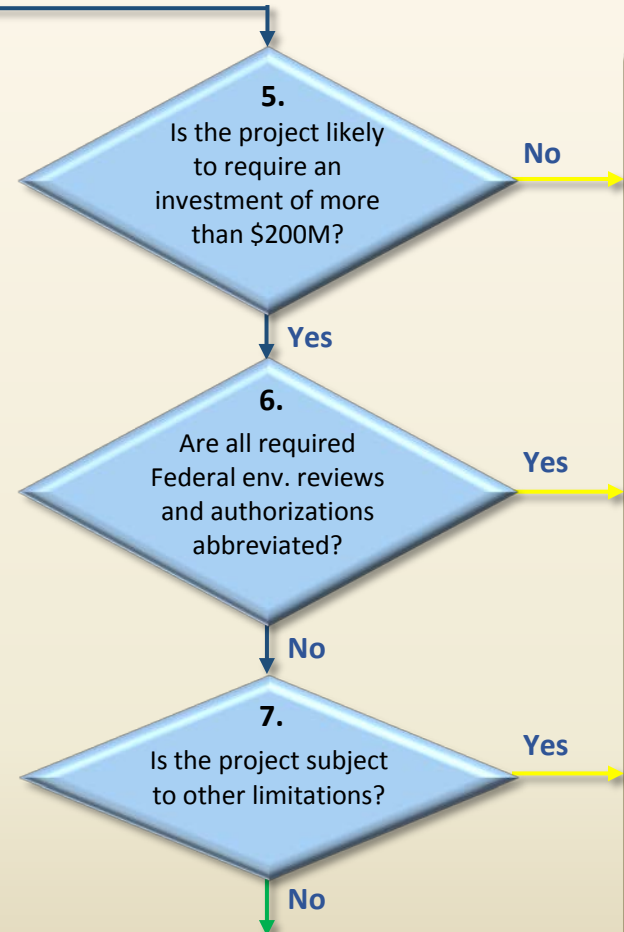 5.
Is the project likely
to require an
investment of more
than $200M?
No
Yes
6.
Are all required
Federal env. reviews
and authorizations
abbreviated?
Yes
No
7.
Is the project subject
to other limitations?
Yes
No